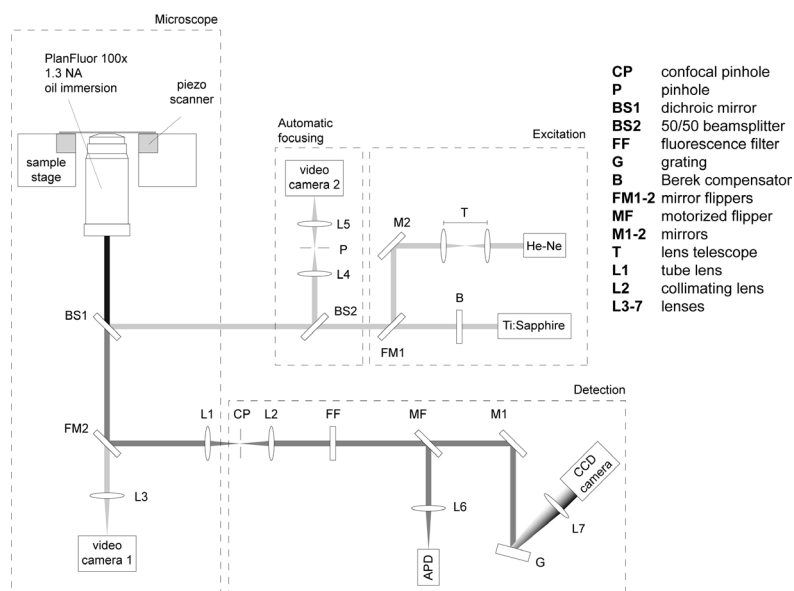 Microscope
PlanFluor 100x
1.3 NA
oil immersion
piezo
scanner
sample
stage
Automatic
focusing
video
camera 2
L5
P
L4
BS2
Excitation
T
M2
He-Ne
B
Ti:Sapphire
FM1
BS1
Detection
FM2
L1
CP
L2
FF
MF
M1
L3
video
camera 1
L6
APD
CCD
camera
L7
G
CP confocal pinhole
P pinhole
BS1 dichroic mirror
BS2 50/50 beamsplitter
FF fluorescence filter
G grating
B Berek compensator
FM1-2 mirror flippers
MF motorized flipper
M1-2 mirrors
T lens telescope
L1 tube lens
L2 collimating lens
L3-7 lenses